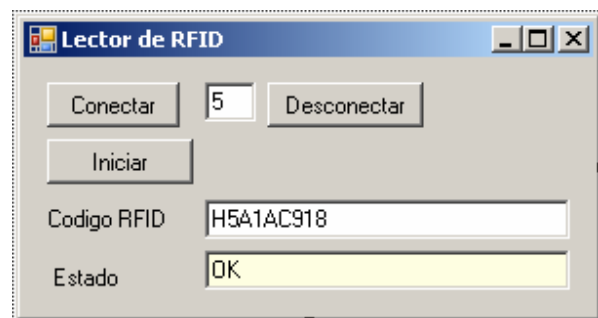 Lector de RFID
Conectar 5 Desconectar
Iniciar
Codigo RFID H5A1AC918
Estado OK